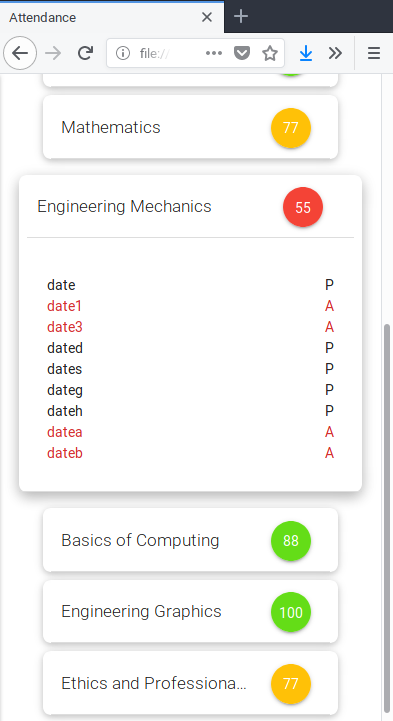 Attendance
file://
Mathematics 77
Engineering Mechanics 55
date P
date1 A
date3 A
dated P
dates P
dateg P
dateh P
datea A
dateb A
Basics of Computing 88
Engineering Graphics 100
Ethics and Professiona... 77